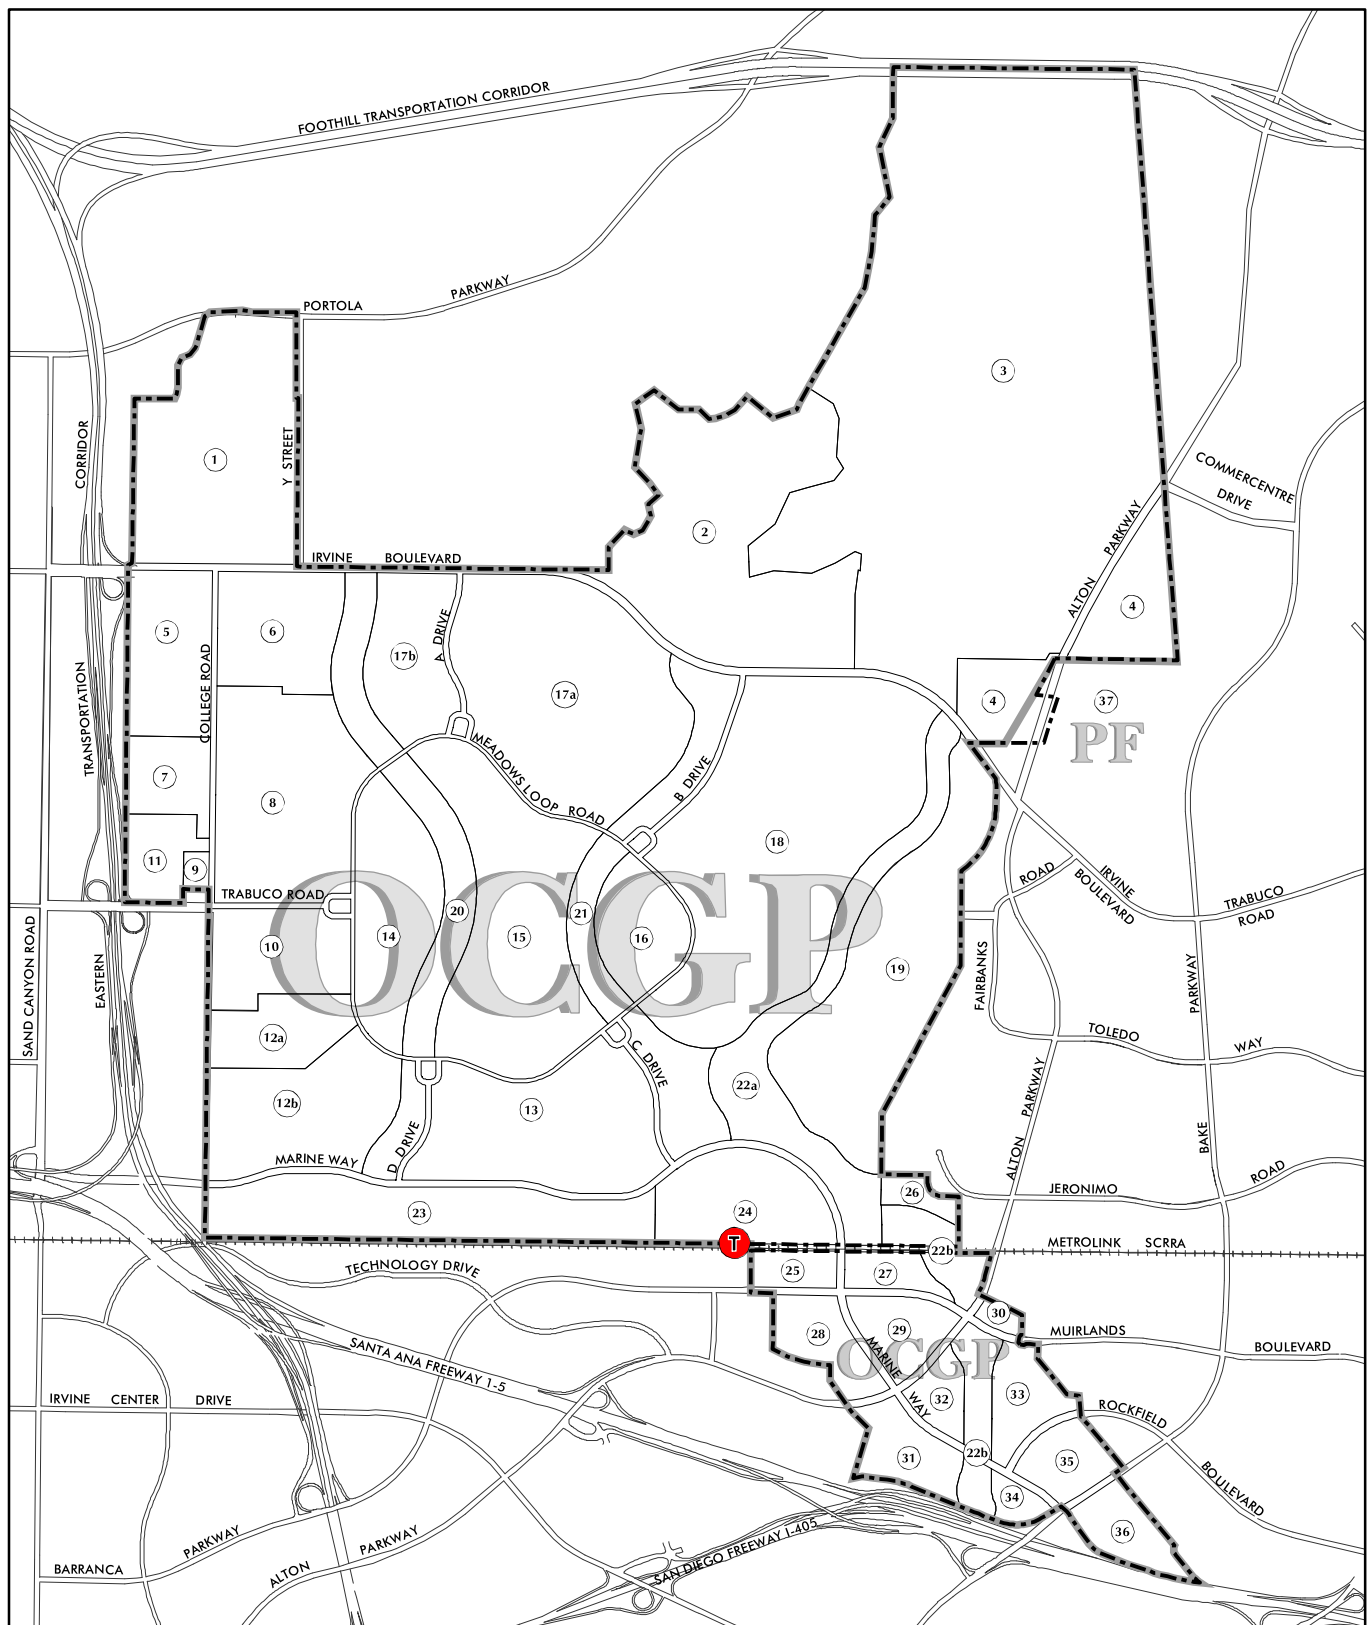 FOOTHILL TRANSPORTATION CORRIDOR
PORTOLA
PARKWAY
3
CORRIDOR
1
Y STREET
COMMERCENTRE
DRIVE
2
ALTON
PARKWAY
IRVINE BOULEVARD
5
6
17b
A DRIVE
4
TRANSPORTATION
COLLEGE ROAD
17a
4
37
PF
MEADOWS LOOP ROAD
7
8
B DRIVE
18
11
9
TRABUCO ROAD
ROAD
IRVINE
BOULEVARD
TRABUCO
ROAD
OCGP
SAND CANYON ROAD
EASTERN
10
14
20
15
21
16
19
FAIRBANKS
PARKWAY
12a
TOLEDO
WAY
C DRIVE
22a
12b
13
ALTON
PARKWAY
BAKE
D DRIVE
MARINE WAY
26
JERONIMO
ROAD
23
24
T
22b
METROLINK SCRRA
TECHNOLOGY DRIVE
25
27
30
28
29
MUIRLANDS
BOULEVARD
OCGP
MARINE
WAY
SANTA ANA FREEWAY 1-5
IRVINE CENTER DRIVE
32
33
ROCKFIELD
BOULEVARD
31
22b
35
34
36
PARKWAY
BARRANCA
ALTON
PARKWAY
SAN DIEGO FREEWAY I-405